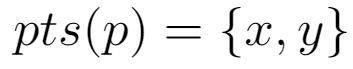 pts(p) = {x, y}